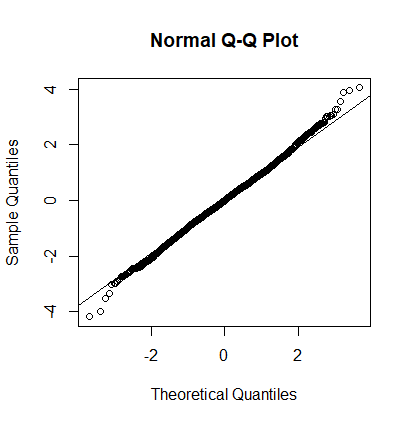 Normal Q-Q Plot
Sample Quantiles
4
2
0
-2
-4
-2 0 2
Theoretical Quantiles